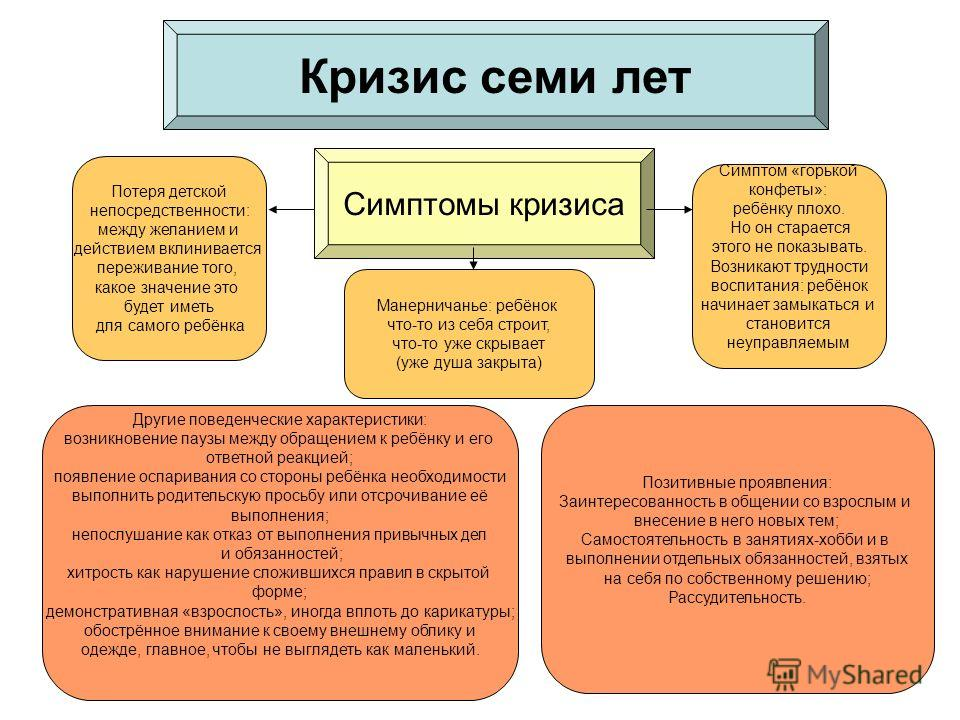 Кризис семи лет
Симптомы кризиса
Потеря детской
непосредственности:
между желанием и
действием вклинивается
переживание того,
какое значение это
будет иметь
для самого ребёнка
Манерничанье: ребёнок
что-то из себя строит,
что-то уже скрывает
(уже душа закрыта)
Симптом «горькой
конфеты»:
ребёнку плохо.
Но он старается
этого не показывать.
Возникают трудности
воспитания: ребёнок
начинает замыкаться и
становится
неуправляемым
Другие поведенческие характеристики:
возникновение паузы между обращением к ребёнку и его
ответной реакцией;
появление оспаривания со стороны ребёнка необходимости
выполнить родительскую просьбу или отсрочивание её
выполнения;
непослушание как отказ от выполнения привычных дел
и обязанностей;
хитрость как нарушение сложившихся правил в скрытой
форме;
демонстративная «взрослость», иногда вплоть до карикатуры;
обострённое внимание к своему внешнему облику и
одежде, главное, чтобы не выглядеть как маленький.
Позитивные проявления:
Заинтересованность в общении со взрослым и
внесение в него новых тем;
Самостоятельность в занятиях-хобби и в
выполнении отдельных обязанностей, взятых
на себя по собственному решению;
Рассудительность.
MyShared